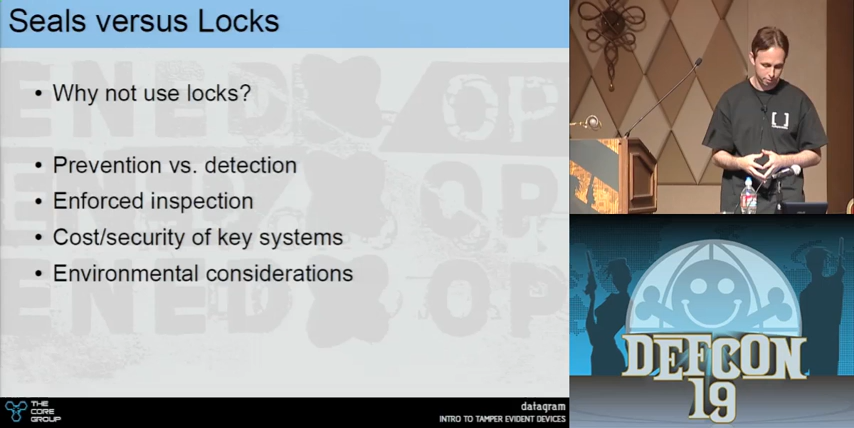 Seals versus Locks
• Why not use locks?
• Prevention vs. detection
• Enforced inspection
• Cost/security of key systems
• Environmental considerations
THE
CORE
GROUP
datagram
INTRO TO TAMPER EVIDENT DEVICES
DEFCON
19